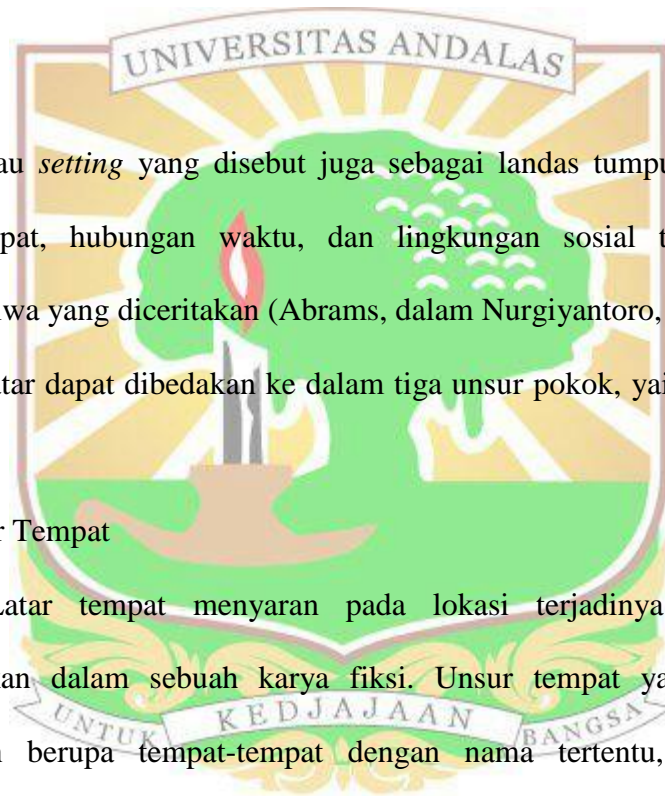 UNIVERSITAS ANDALAS
au setting yang disebut juga sebagai landas tumpu
pat, hubungan waktu, dan lingkungan sosial t
wa yang diceritakan (Abrams, dalam Nurgiyantoro,
atar dapat dibedakan ke dalam tiga unsur pokok, yai
r Tempat
Latar tempat menyaran pada lokasi terjadinya
an dalam sebuah karya fiksi. Unsur tempat ya
UNTUK KEDJAJAAN BANGSA
berupa tempat-tempat dengan nama tertentu,